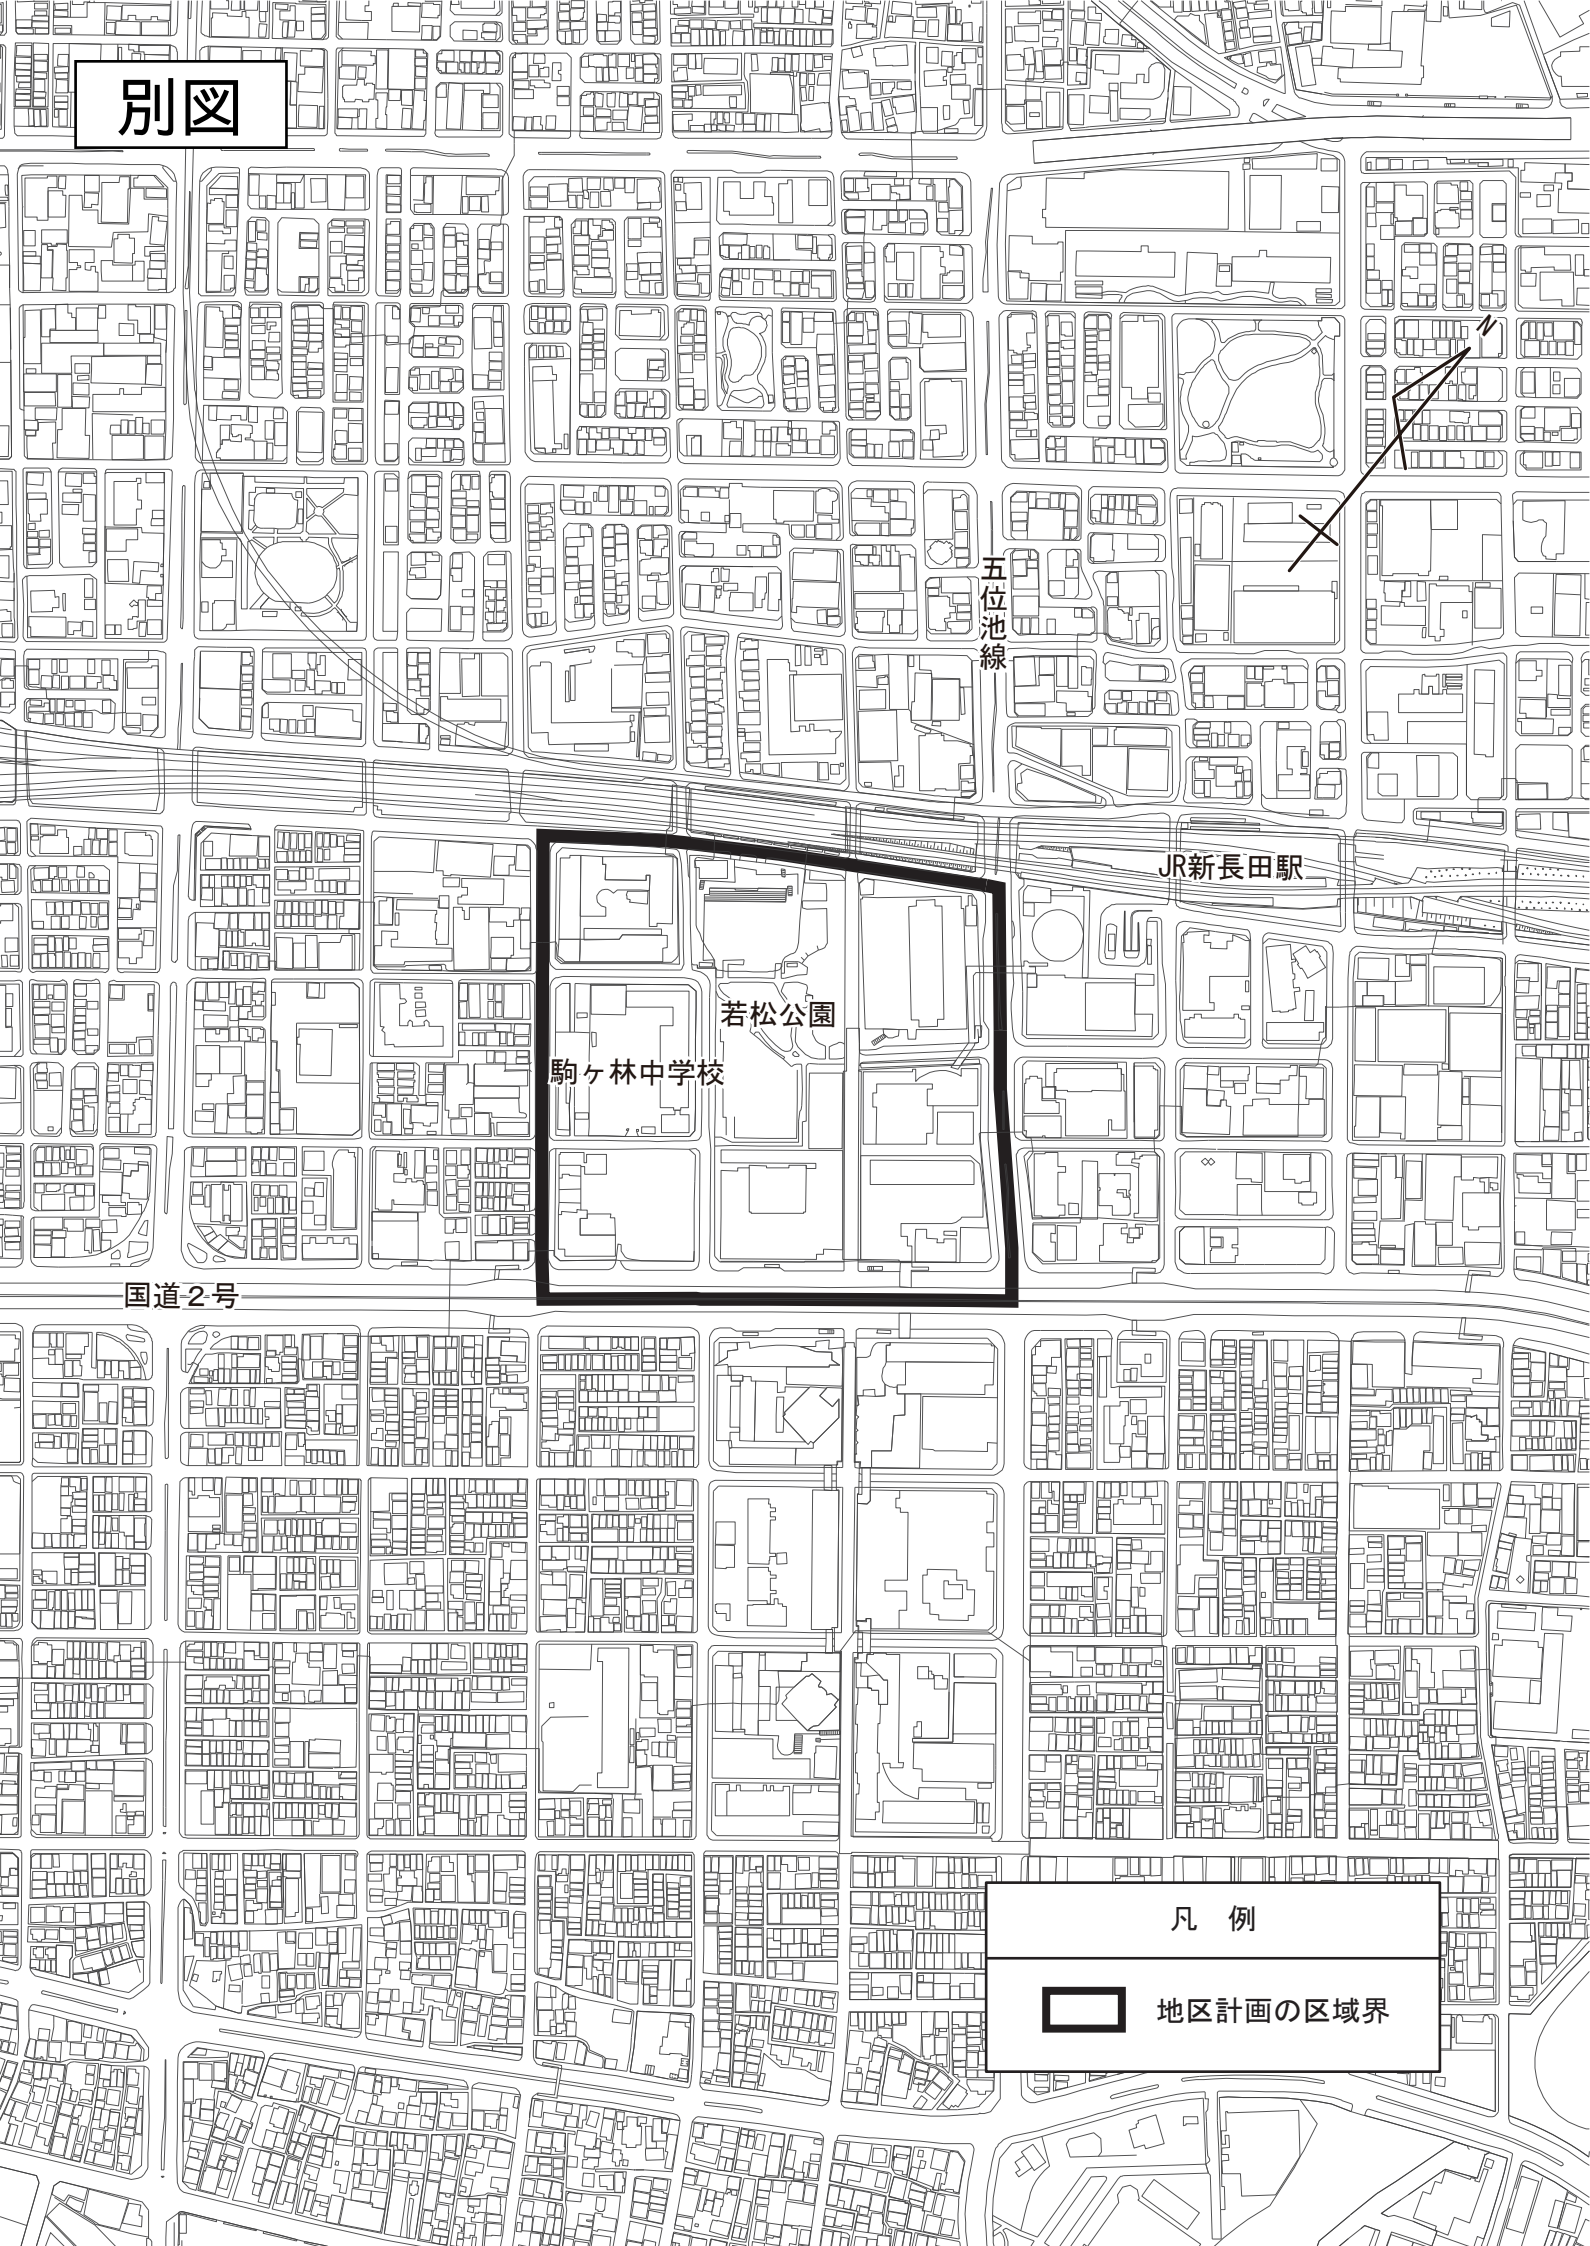 別図
N
五位池線
JR新長田駅
若松公園
駒ヶ林中学校
国道２号
凡　例
地区計画の区域界